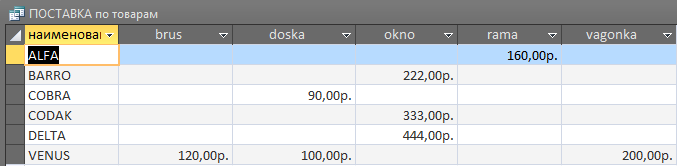 ПОСТАВКА по товарам
наименован brus doska okno rama vagonka
ALFA 160,00р.
BARRO 222,00р.
COBRA 90,00р.
CODAK 333,00р.
DELTA 444,00р.
VENUS 120,00р. 100,00р. 200,00р.